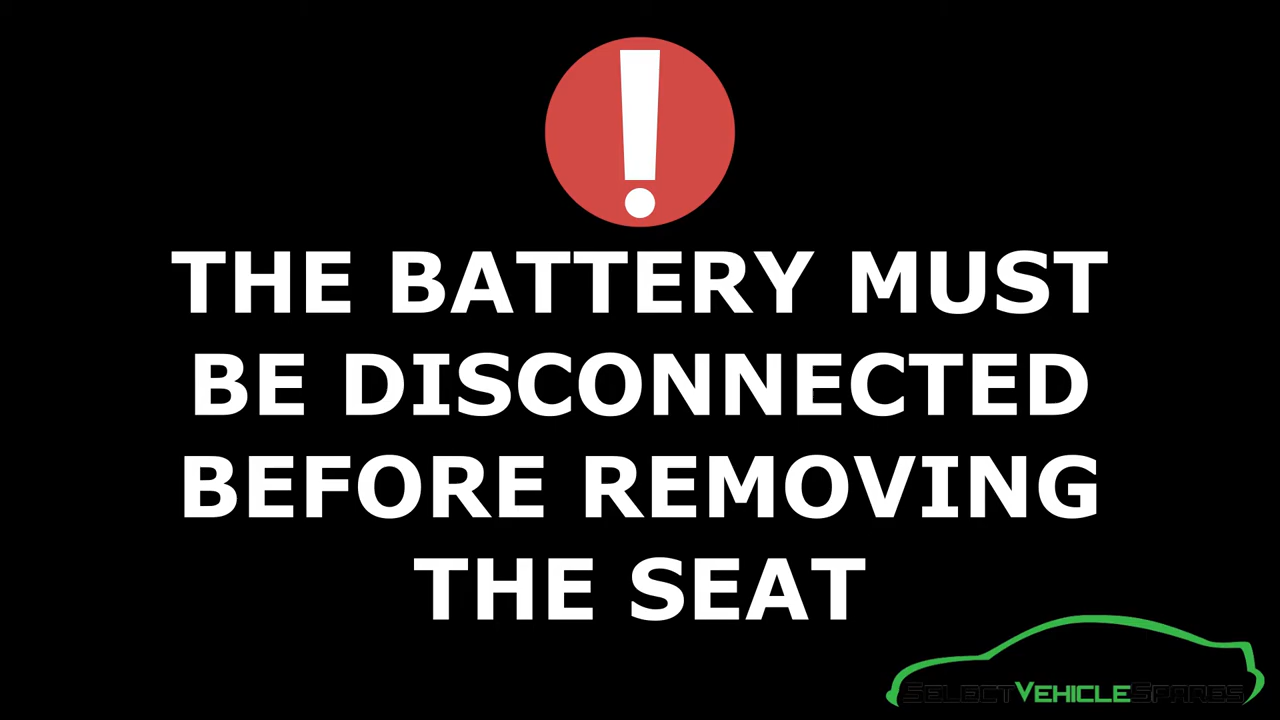 THE BATTERY MUST
BE DISCONNECTED
BEFORE REMOVING
THE SEAT
SELECTVEHICLESPARES